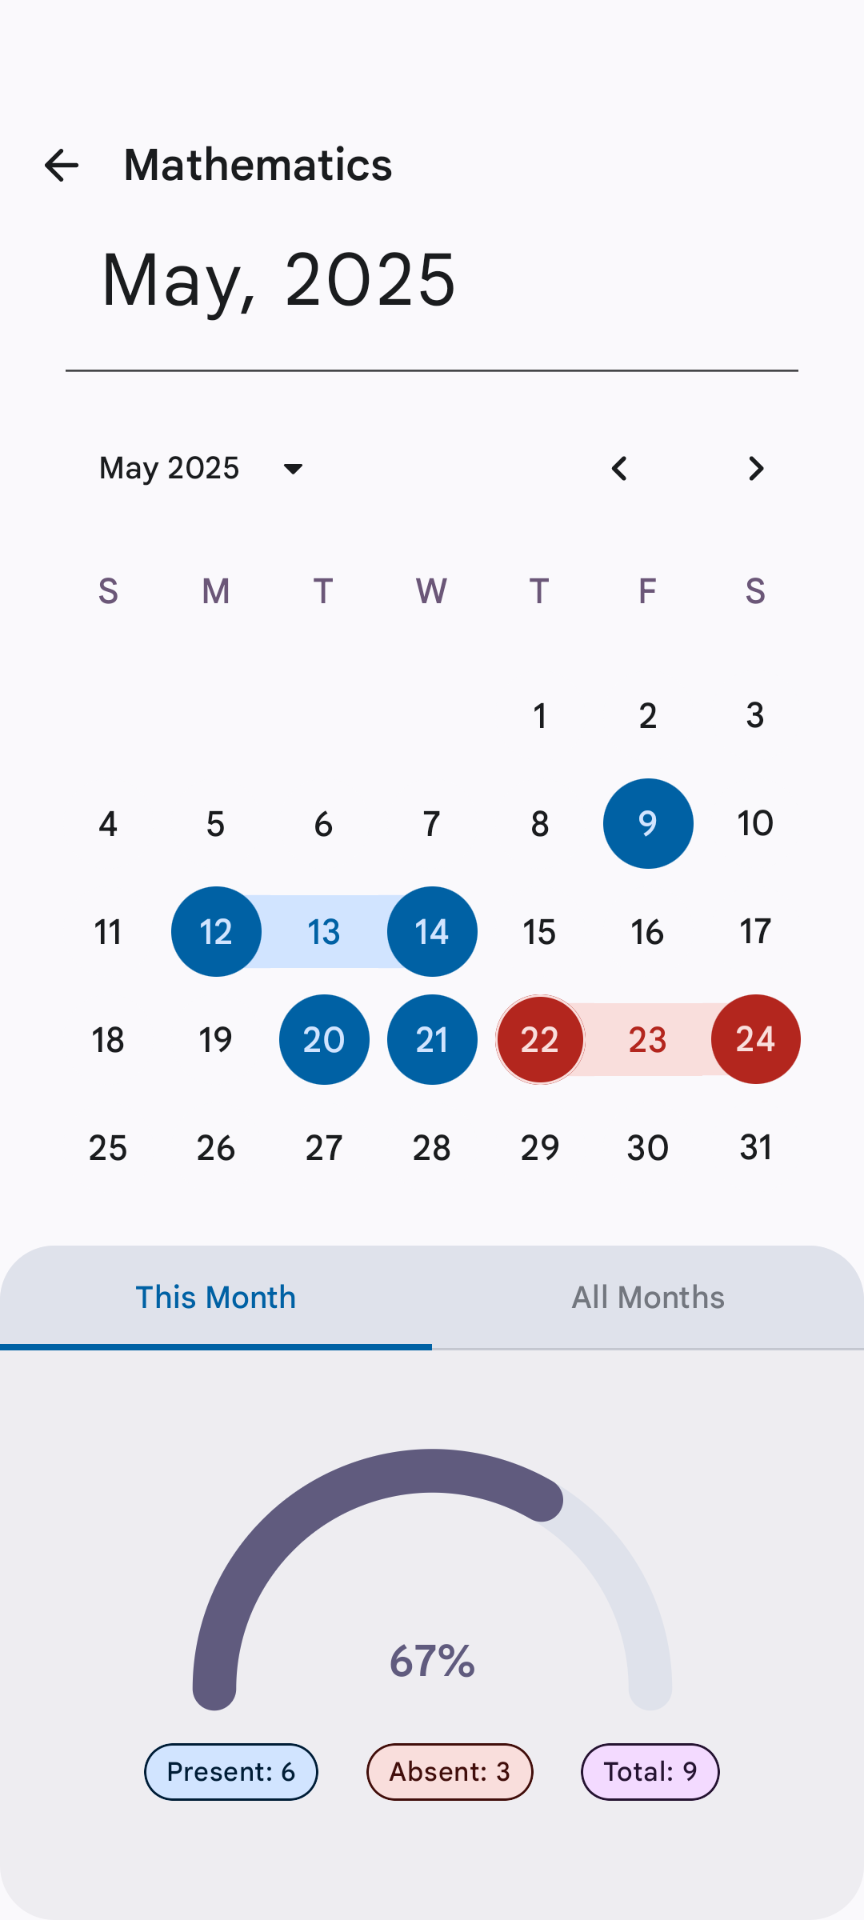 Mathematics
May, 2025
May 2025
S M T W T F S
1 2 3
4 5 6 7 8 9 10
11 12 13 14 15 16 17
18 19 20 21 22 23 24
25 26 27 28 29 30 31
This Month All Months
67%
Present: 6 Absent: 3 Total: 9